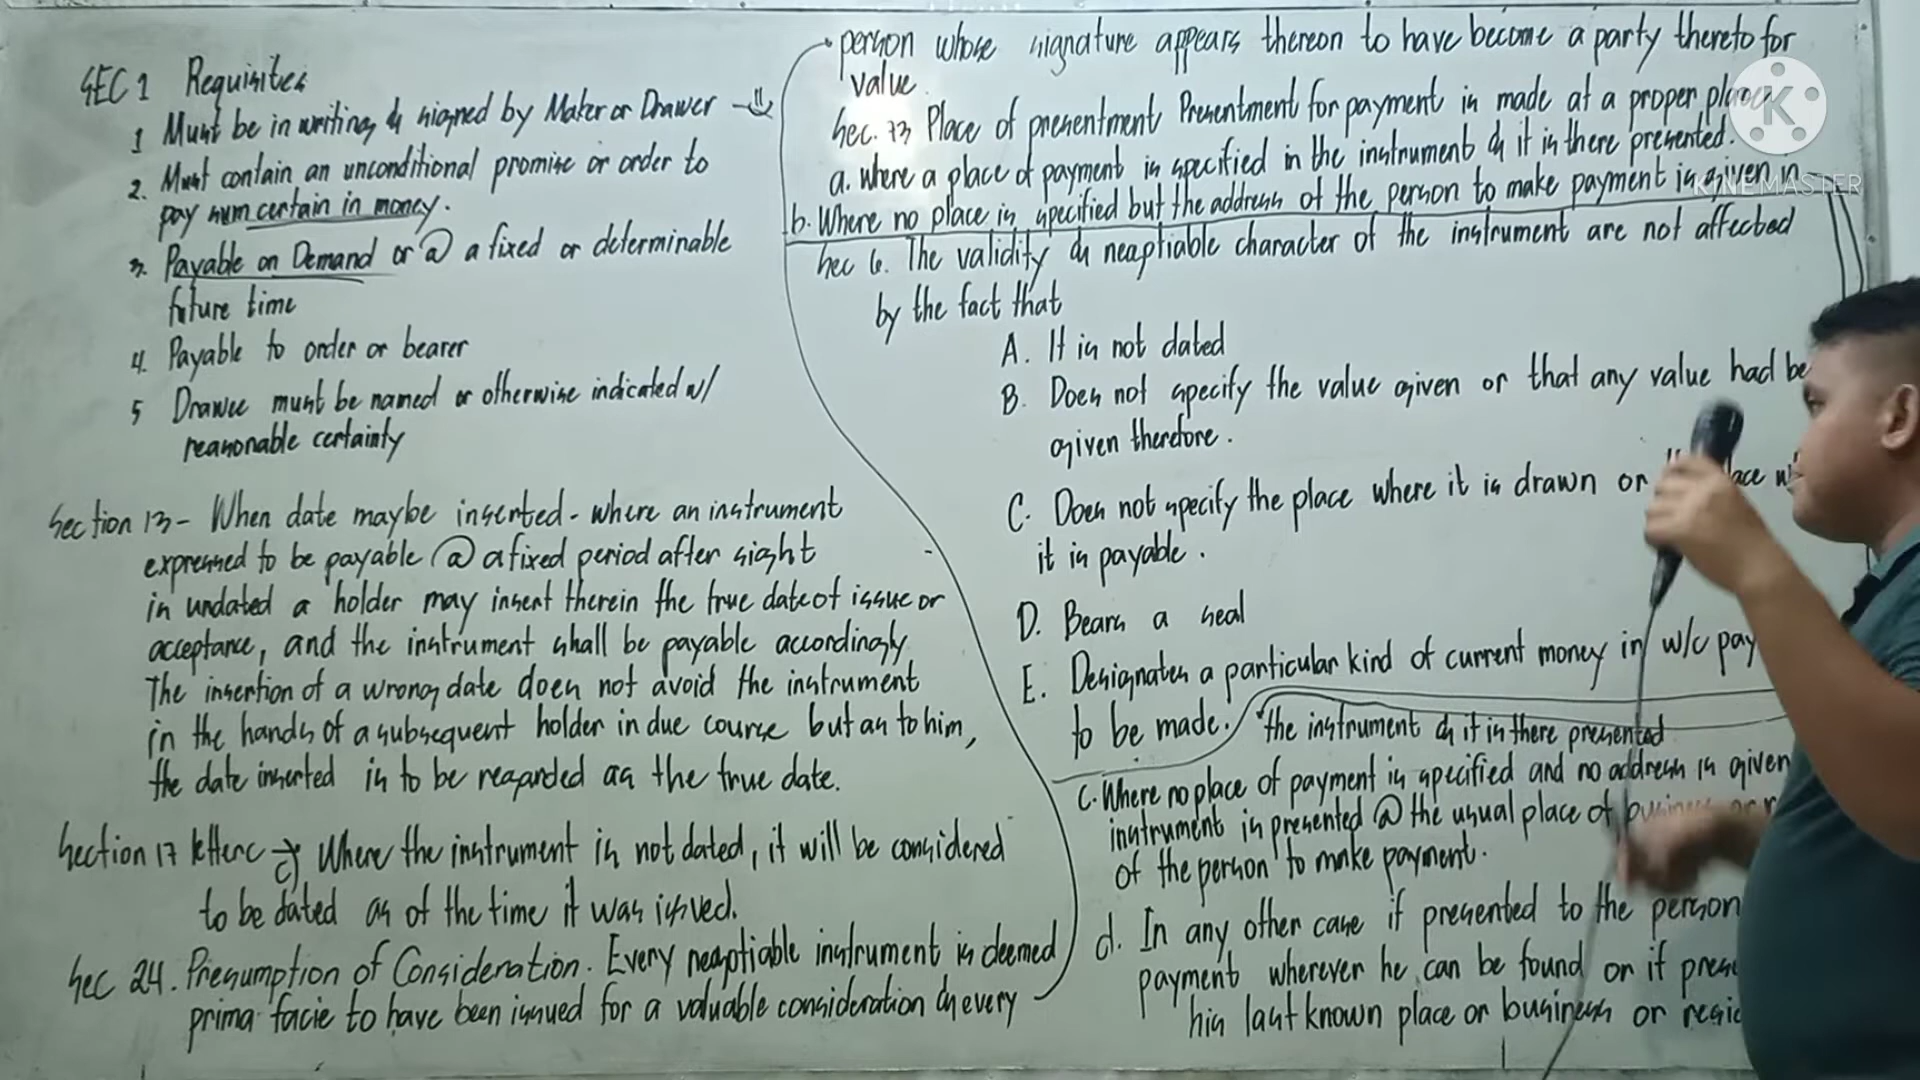 SEC 1 Requisites
1 Must be in writing & signed by Maker or Drawer
2. Must contain an unconditional promise or order to
pay sum certain in money.
3. Payable on Demand or @ a fixed or determinable
future time
4. Payable to order or bearer
5 Drawee must be named or otherwise indicated w/
reasonable certainty
Section 13 - When date maybe inserted - where an instrument
expressed to be payable @ a fixed period after sight
in undated a holder may insert therein the true date of issue or
acceptance, and the instrument shall be payable accordingly
The insertion of a wrong date does not avoid the instrument
in the hands of a subsequent holder in due course but as to him,
the date inserted is to be regarded as the true date.
Section 17 letter c Where the instrument is not dated, it will be considered
to be dated as of the time it was issued.
Sec 24. Presumption of Consideration. Every negotiable instrument is deemed
prima facie to have been issued for a valuable consideration & every
person whose signature appears thereon to have become a party thereto for
value.
Sec. 73 Place of presentment Presentment for payment is made at a proper place
a. where a place of payment is specified in the instrument & it is there presented.
b. Where no place is specified but the address of the person to make payment is given in
the instrument & it is there presented
Sec 6. The validity & negotiable character of the instrument are not affected
by the fact that
A. It is not dated
B. Does not specify the value given or that any value had be
given therefore.
C. Does not specify the place where it is drawn or
it is payable.
D. Bears a seal
E. Designates a particular kind of current money in w/c pay
to be made.
c. Where no place of payment is specified and no address is given
instrument is presented @ the usual place of business or
of the person to make payment.
d. In any other case if presented to the person
payment wherever he can be found or if
his last known place or business or
K
KINEMASTER